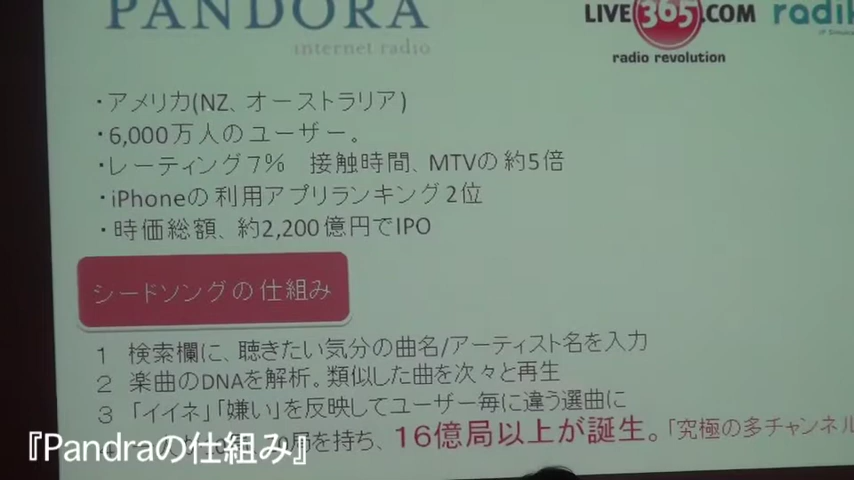 PANDORA
internet radio
LIVE365.COM
radio revolution
radik
・アメリカ(NZ、オーストラリア)
・6,000万人のユーザー。
・レーティング7% 接触時間、MTVの約5倍
・iPhoneの利用アプリランキング2位
・時価総額、約2,200億円でIPO
シードソングの仕組み
1 検索欄に、聴きたい気分の曲名/アーティスト名を入力
2 楽曲のDNAを解析。類似した曲を次々と再生
3 「イイネ」「嫌い」を反映してユーザー毎に違う選曲に
局を持ち、16億局以上が誕生。「究極の多チャンネル
『Pandraの仕組み』